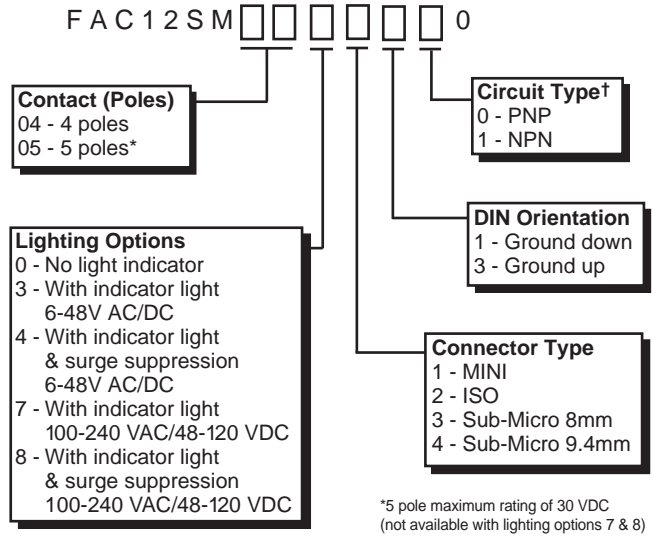 FAC12SM□□ □ □ □ □ 0
Contact (Poles)
04 - 4 poles
05 - 5 poles*
Circuit Type†
0 - PNP
1 - NPN
DIN Orientation
1 - Ground down
3 - Ground up
Lighting Options
0 - No light indicator
3 - With indicator light
6-48V AC/DC
4 - With indicator light
& surge suppression
6-48V AC/DC
7 - With indicator light
100-240 VAC/48-120 VDC
8 - With indicator light
& surge suppression
100-240 VAC/48-120 VDC
Connector Type
1 - MINI
2 - ISO
3 - Sub-Micro 8mm
4 - Sub-Micro 9.4mm
*5 pole maximum rating of 30 VDC
(not available with lighting options 7 & 8)